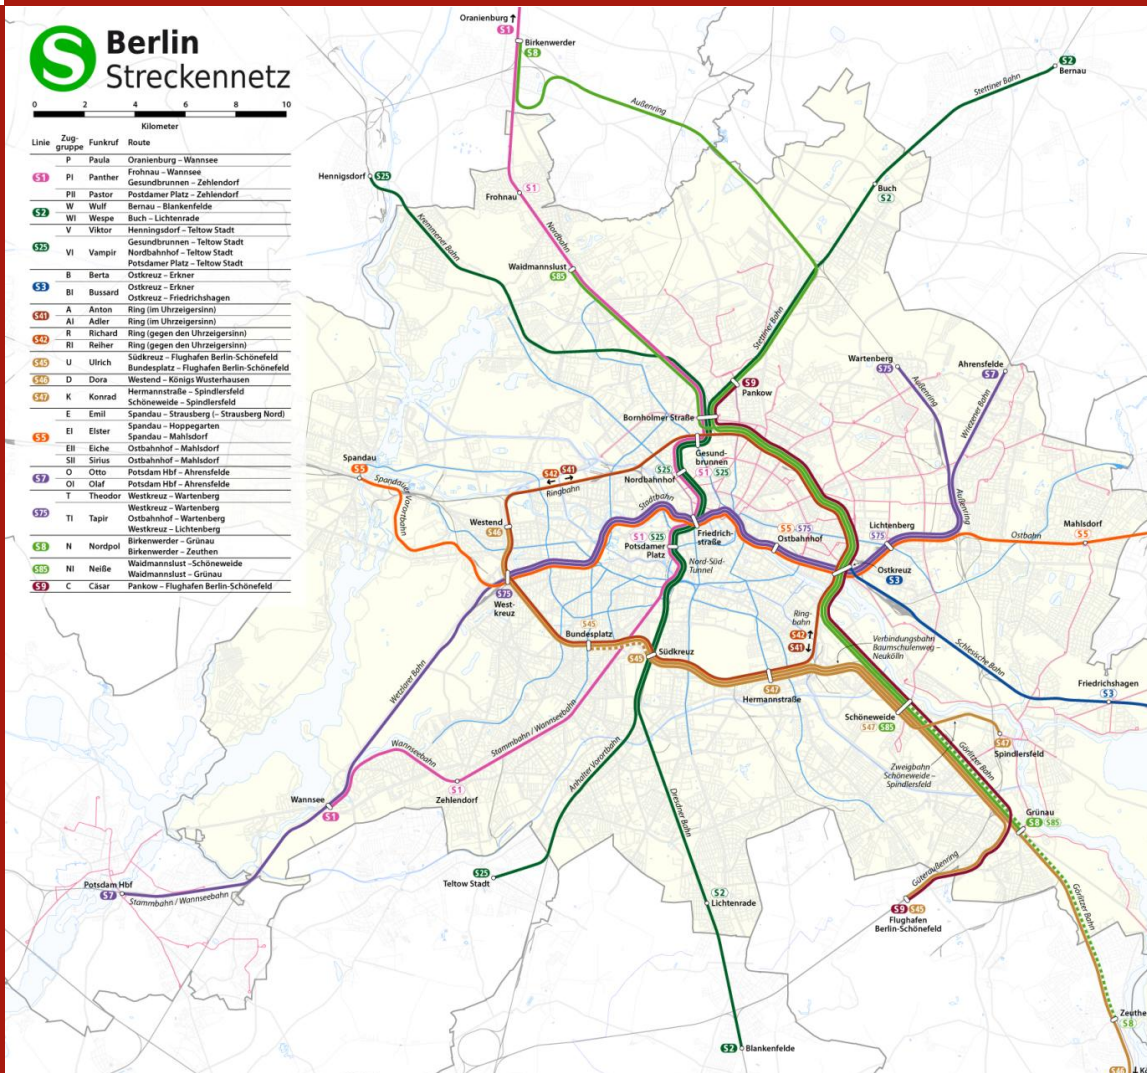 S Berlin
Streckennetz
0 2 4 6 8 10
Kilometer
Linie Zug-gruppe Funkruf Route
S1 P Paula Oranienburg – Wannsee
PI Panther Frohnau – Wannsee
Gesundbrunnen – Zehlendorf
PII Pastor Postdamer Platz – Zehlendorf
S2 W Wulf Bernau – Blankenfelde
WI Wespe Buch – Lichtenrade
S25 V Viktor Henningsdorf – Teltow Stadt
VI Vampir Gesundbrunnen – Teltow Stadt
Nordbahnhof – Teltow Stadt
Potsdamer Platz – Teltow Stadt
S3 B Berta Ostkreuz – Erkner
BI Bussard Ostkreuz – Erkner
Ostkreuz – Friedrichshagen
S41 A Anton Ring (im Uhrzeigersinn)
AI Adler Ring (im Uhrzeigersinn)
S42 R Richard Ring (gegen den Uhrzeigersinn)
RI Reiher Ring (gegen den Uhrzeigersinn)
S45 U Ulrich Südkreuz – Flughafen Berlin-Schönefeld
Bundesplatz – Flughafen Berlin-Schönefeld
S46 D Dora Westend – Königs Wusterhausen
S47 K Konrad Hermannstraße – Spindlersfeld
Schöneweide – Spindlersfeld
S5 E Emil Spandau – Strausberg (– Strausberg Nord)
EI Elster Spandau – Hoppegarten
Spandau – Mahlsdorf
EII Eiche Ostbahnhof – Mahlsdorf
SII Sirius Ostbahnhof – Mahlsdorf
S7 O Otto Potsdam Hbf – Ahrensfelde
OI Olaf Potsdam Hbf – Ahrensfelde
S75 T Theodor Westkreuz – Wartenberg
TI Tapir Westkreuz – Wartenberg
Ostbahnhof – Wartenberg
Westkreuz – Lichtenberg
S8 N Nordpol Birkenwerder – Grünau
Birkenwerder – Zeuthen
S85 NI Neiße Waidmannslust –Schöneweide
Waidmannslust – Grünau
S9 C Cäsar Pankow – Flughafen Berlin-Schönefeld
Oranienburg ↑
S1
Birkenwerder
S8
S2
Bernau
Stettiner Bahn
Außenring
Hennigsdorf S25
S1
Frohnau
Buch
S2
Kremmener Bahn
Nordbahn
Waidmannslust
S85
Stettiner Bahn
Wartenberg
S75
Ahrensfelde
S7
Außenring
Wriezener Bahn
S9
Pankow
Bornholmer Straße
Gesund-
brunnen
S1 S25
S25
Nordbahnhof
Spandau
S5
Spandauer Vorortbahn
S42 S41
← →
Ringbahn
Stadtbahn
Westend
S46
Außenring
Lichtenberg
S75
Mahlsdorf
S5
Ostbahn
S5 S75
Ostbahnhof
Friedrich-
straße
S1 S25
Potsdamer
Platz
Nord-Süd-
Tunnel
Ostkreuz
S3
S75
West-
kreuz
S45
Bundesplatz
Ring-
bahn
S42 ↑
S41 ↓
Verbindungsbahn
Baumschulenweg –
Neukölln
Schlesische Bahn
S45
Südkreuz
S47
Hermannstraße
Friedrichshagen
S3
Wetzlarer Bahn
Schöneweide
S47 S85
S47
Spindlersfeld
Görlitzer Bahn
Zweigbahn
Schöneweide –
Spindlersfeld
Wannseebahn
Stammbahn / Wannseebahn
Anhalter Vorortbahn
Dresdner Bahn
Wannsee
S1
S1
Zehlendorf
Grünau
S8 S85
Güteraußenring
S25
Teltow Stadt
Potsdam Hbf
S7
Stammbahn / Wannseebahn
S2
Lichtenrade
S9 S45
Flughafen
Berlin-Schönefeld
Görlitzer Bahn
Zeuthe
S8
S2 Blankenfelde
S46